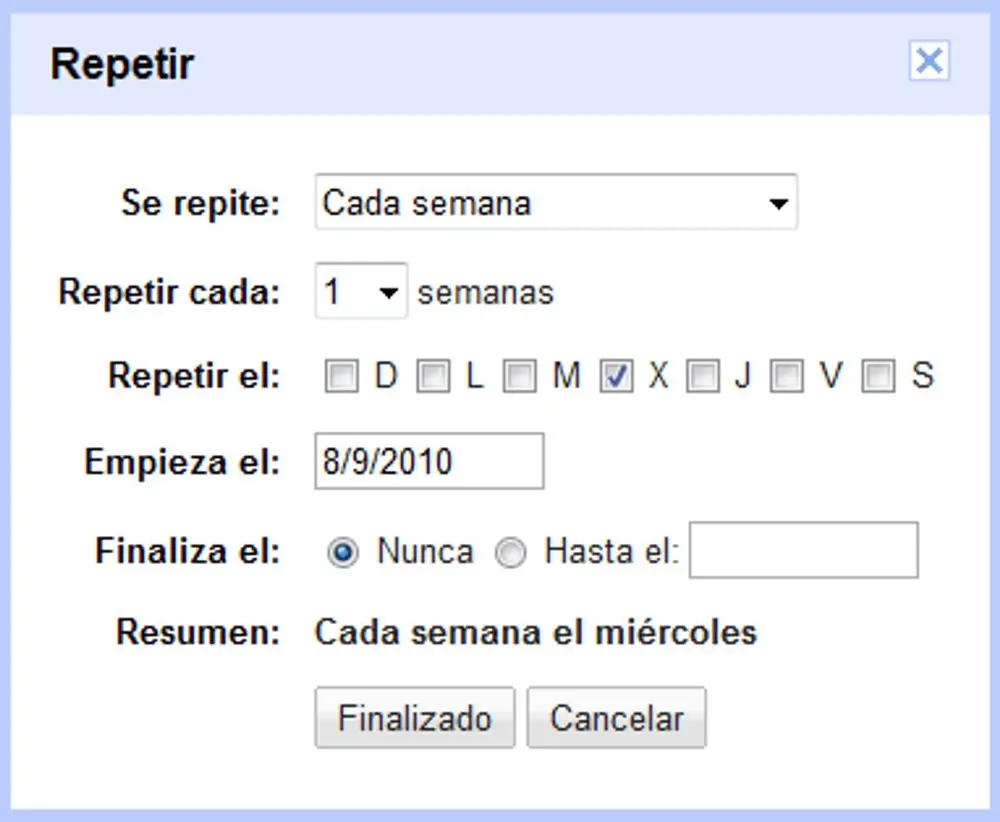 Repetir
Se repite: Cada semana
Repetir cada: 1 semanas
Repetir el: D L M X J V S
Empieza el: 8/9/2010
Finaliza el: Nunca Hasta el:
Resumen: Cada semana el miércoles
Finalizado Cancelar